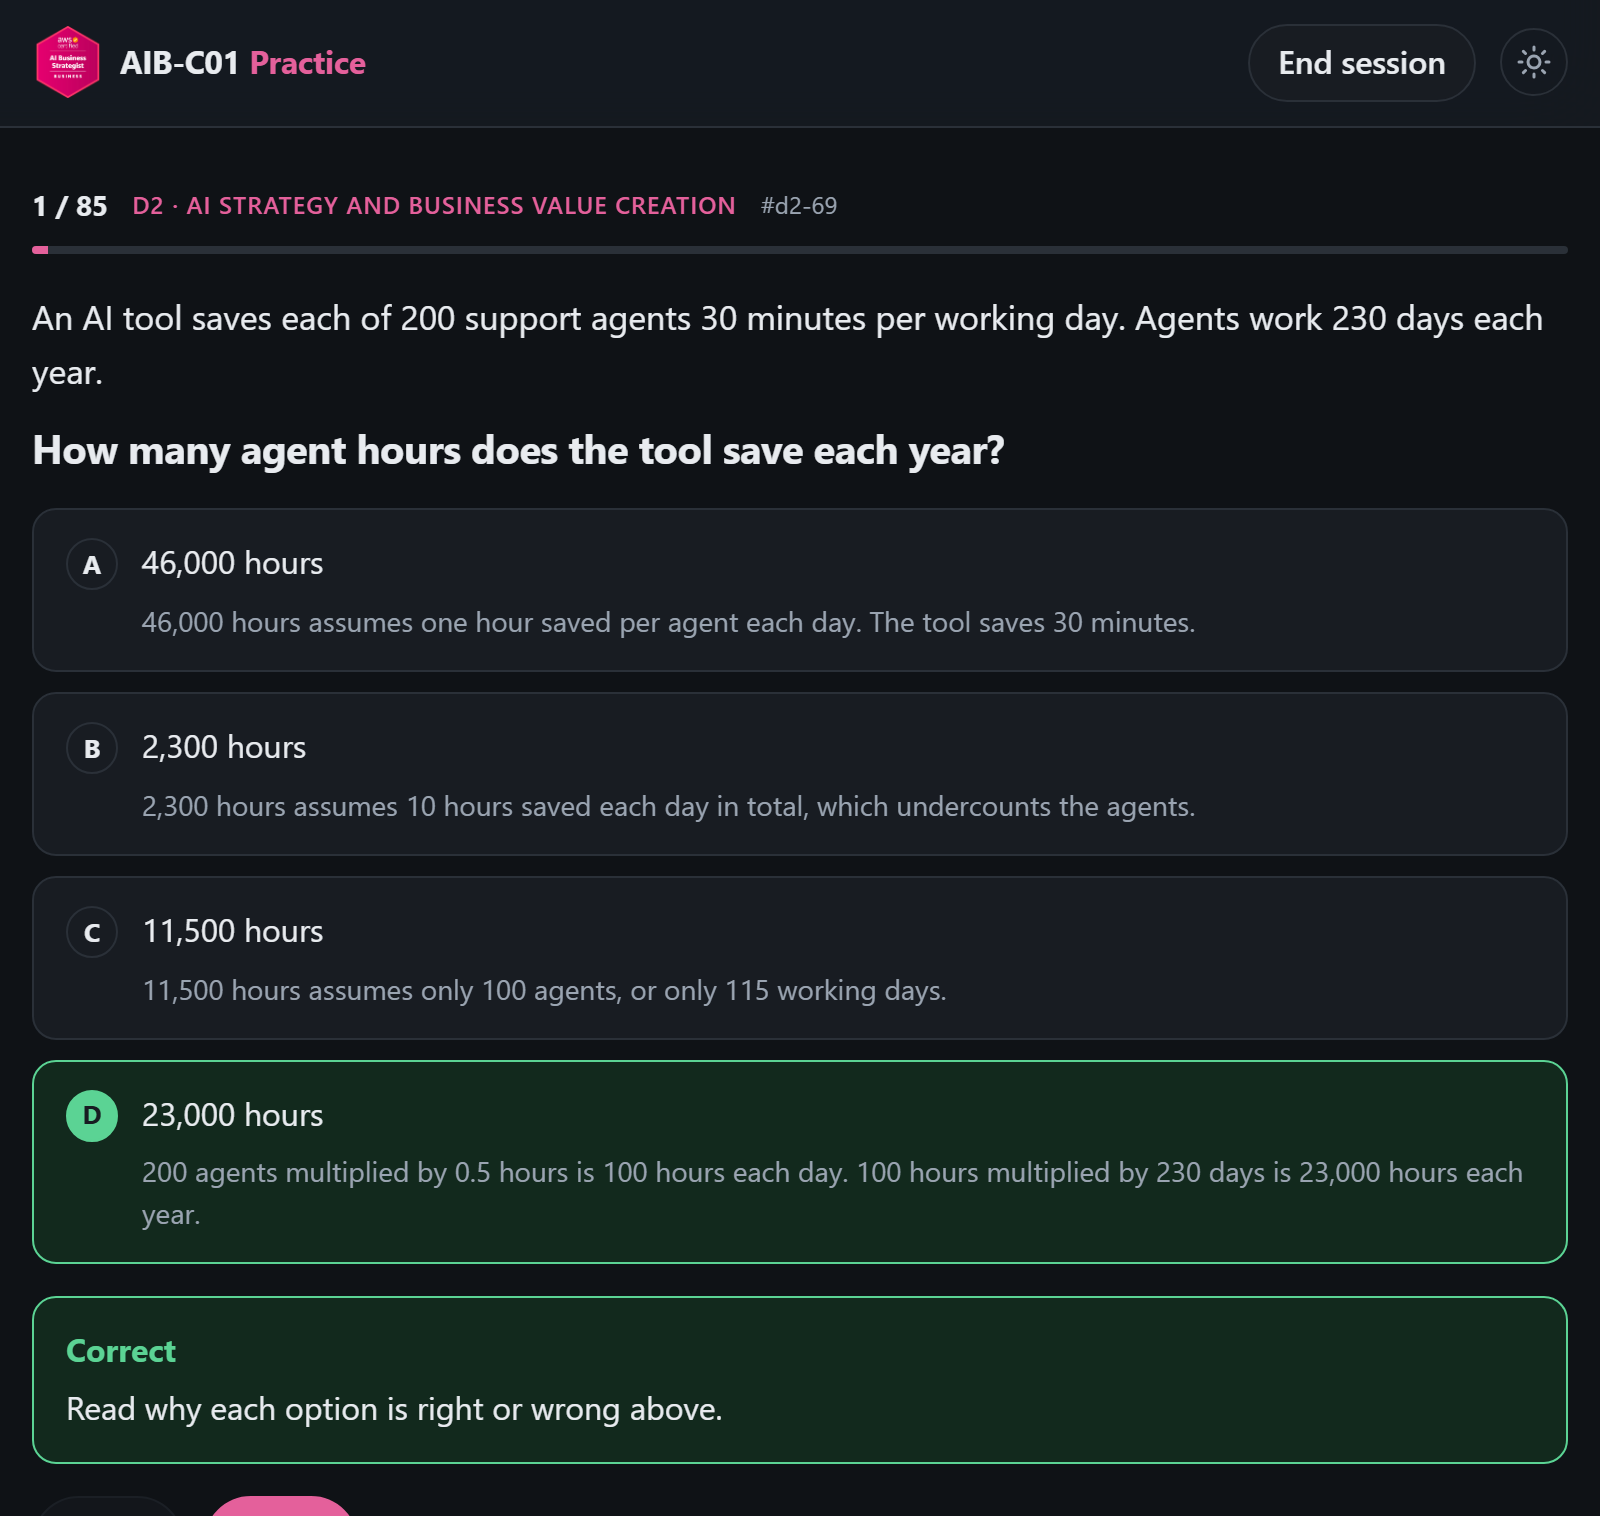 aws
certified
AI Business
Strategist
BUSINESS
AIB-C01 Practice
End session
1 / 85 D2 · AI STRATEGY AND BUSINESS VALUE CREATION #d2-69
An AI tool saves each of 200 support agents 30 minutes per working day. Agents work 230 days each
year.
How many agent hours does the tool save each year?
A 46,000 hours
46,000 hours assumes one hour saved per agent each day. The tool saves 30 minutes.
B 2,300 hours
2,300 hours assumes 10 hours saved each day in total, which undercounts the agents.
C 11,500 hours
11,500 hours assumes only 100 agents, or only 115 working days.
D 23,000 hours
200 agents multiplied by 0.5 hours is 100 hours each day. 100 hours multiplied by 230 days is 23,000 hours each
year.
Correct
Read why each option is right or wrong above.